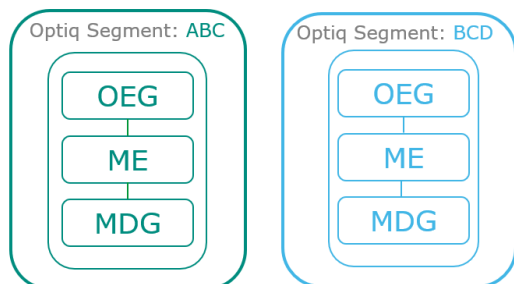 Optiq Segment: ABC
OEG
ME
MDG
Optiq Segment: BCD
OEG
ME
MDG